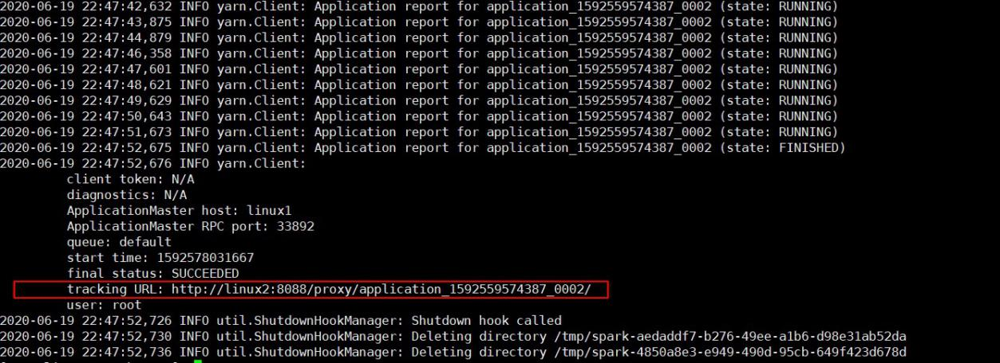 2020-06-19 22:47:42,632 INFO yarn.Client: Application report for application_1592559574387_0002 (state: RUNNING)
2020-06-19 22:47:43,875 INFO yarn.Client: Application report for application_1592559574387_0002 (state: RUNNING)
2020-06-19 22:47:44,879 INFO yarn.Client: Application report for application_1592559574387_0002 (state: RUNNING)
2020-06-19 22:47:46,358 INFO yarn.Client: Application report for application_1592559574387_0002 (state: RUNNING)
2020-06-19 22:47:47,601 INFO yarn.Client: Application report for application_1592559574387_0002 (state: RUNNING)
2020-06-19 22:47:48,621 INFO yarn.Client: Application report for application_1592559574387_0002 (state: RUNNING)
2020-06-19 22:47:49,629 INFO yarn.Client: Application report for application_1592559574387_0002 (state: RUNNING)
2020-06-19 22:47:50,643 INFO yarn.Client: Application report for application_1592559574387_0002 (state: RUNNING)
2020-06-19 22:47:51,673 INFO yarn.Client: Application report for application_1592559574387_0002 (state: RUNNING)
2020-06-19 22:47:52,675 INFO yarn.Client: Application report for application_1592559574387_0002 (state: FINISHED)
2020-06-19 22:47:52,676 INFO yarn.Client:
client token: N/A
diagnostics: N/A
ApplicationMaster host: linux1
ApplicationMaster RPC port: 33892
queue: default
start time: 1592578031667
final status: SUCCEEDED
tracking URL: http://linux2:8088/proxy/application_1592559574387_0002/
user: root
2020-06-19 22:47:52,726 INFO util.ShutdownHookManager: Shutdown hook called
2020-06-19 22:47:52,730 INFO util.ShutdownHookManager: Deleting directory /tmp/spark-aedaddf7-b276-49ee-a1b6-d98e31ab52da
2020-06-19 22:47:52,736 INFO util.ShutdownHookManager: Deleting directory /tmp/spark-4850a8e3-e949-490d-95cb-649f423d678d